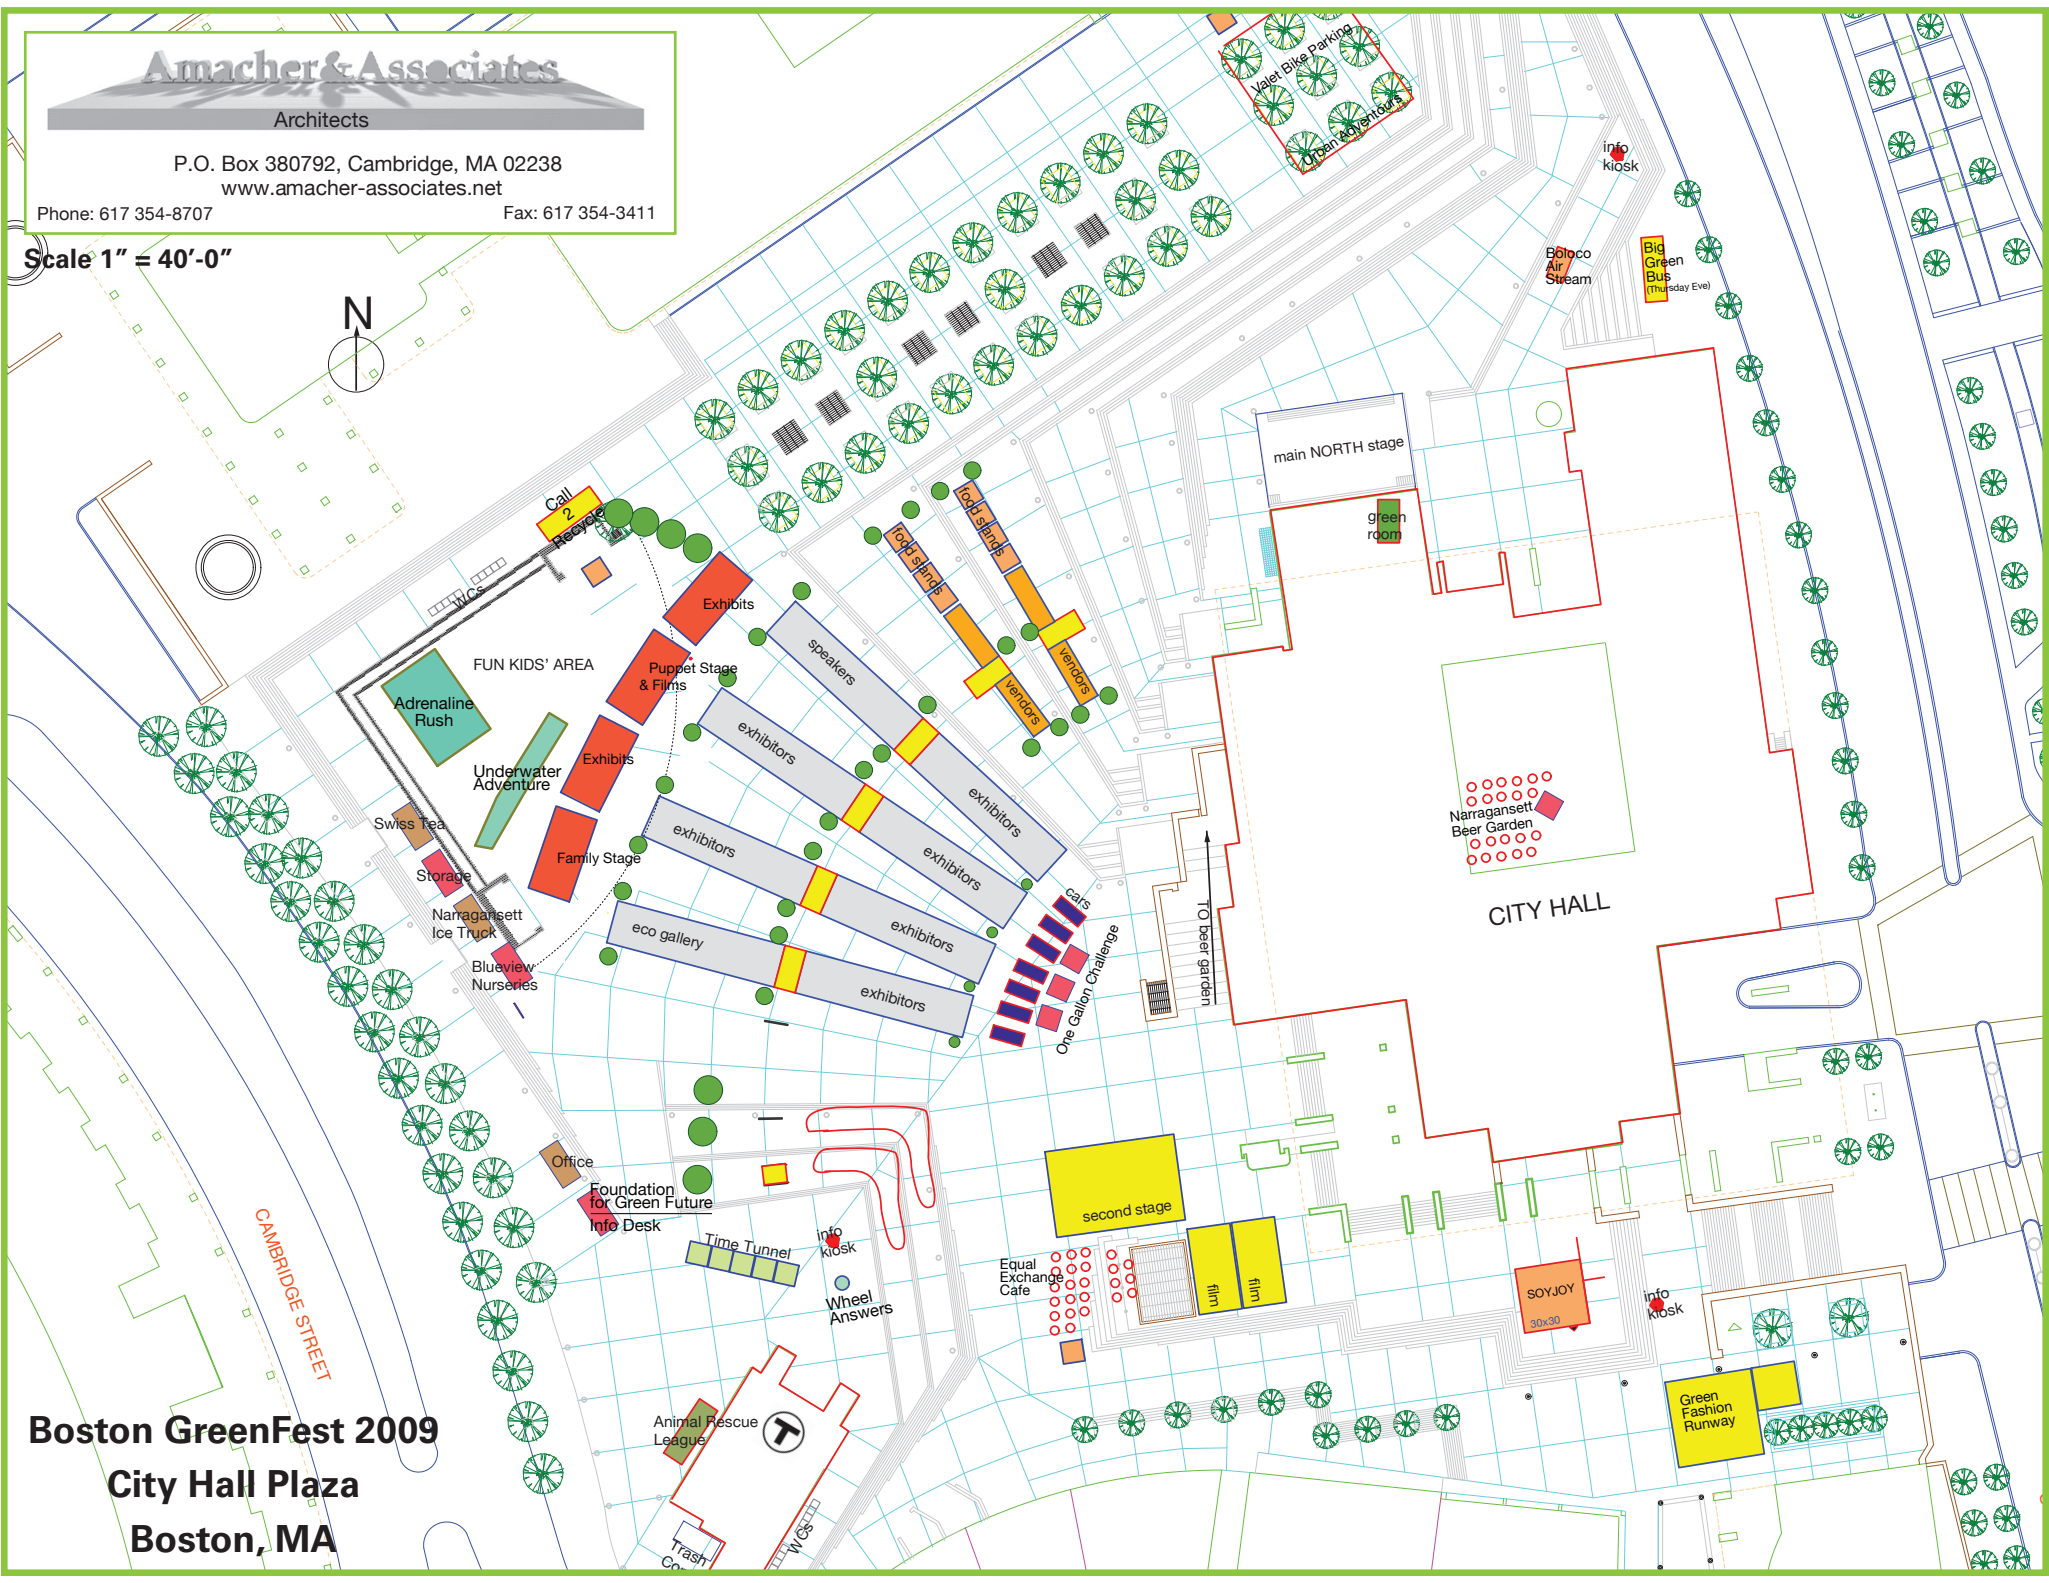 Amacher & Associates
Architects
P.O. Box 380792, Cambridge, MA 02238
www.amacher-associates.net
Phone: 617 354-8707
Fax: 617 354-3411
Scale 1" = 40'-0"
N
Valet Bike Parking
Urban Adventours
info
kiosk
Boloco
Air
Stream
Big
Green
Bus
(Thursday Eve)
main NORTH stage
green
room
Call
2
Recycle
WCs
food stands
food stands
vendors
vendors
FUN KIDS' AREA
Adrenaline
Rush
Underwater
Adventure
Exhibits
Puppet Stage
& Films
Exhibits
Family Stage
speakers
exhibitors
exhibitors
exhibitors
exhibitors
exhibitors
eco gallery
exhibitors
Swiss Tea
Storage
Narragansett
Ice Truck
Blueview
Nurseries
cars
One Gallon Challenge
TO beer garden
Narragansett
Beer Garden
CITY HALL
Office
Foundation
for Green Future
Info Desk
Time Tunnel
info
kiosk
Wheel
Answers
second stage
Equal
Exchange
Cafe
film
film
SOYJOY
30x30
info
kiosk
Green
Fashion
Runway
Animal Rescue
League
T
WCs
Trash
CAMBRIDGE STREET
Boston GreenFest 2009
City Hall Plaza
Boston, MA